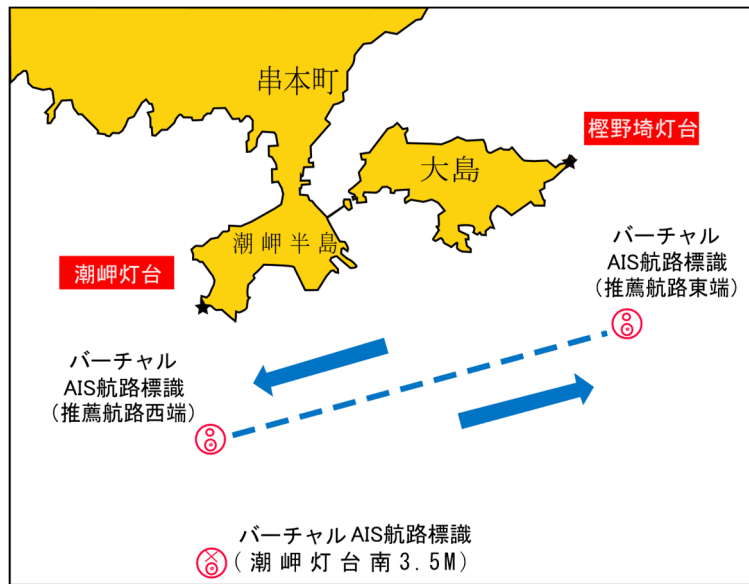 串本町
樫野埼灯台
大島
潮岬半島
バーチャル
AIS航路標識
（推薦航路東端）
潮岬灯台
バーチャル
AIS航路標識
（推薦航路西端）
バーチャル AIS航路標識
（潮岬灯台南3.5M）